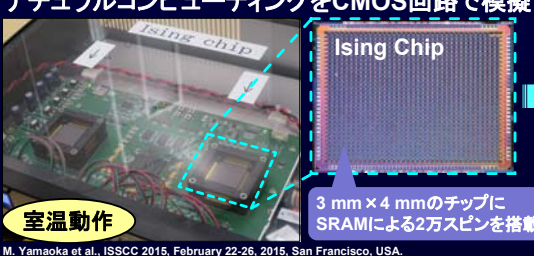 ナチュラルコンピューティングをCMOS回路で模擬
Ising chip
Ising Chip
3 mm×4 mmのチップに
SRAMによる2万スピンを搭載
室温動作
M. Yamaoka et al., ISSCC 2015, February 22-26, 2015, San Francisco, USA.